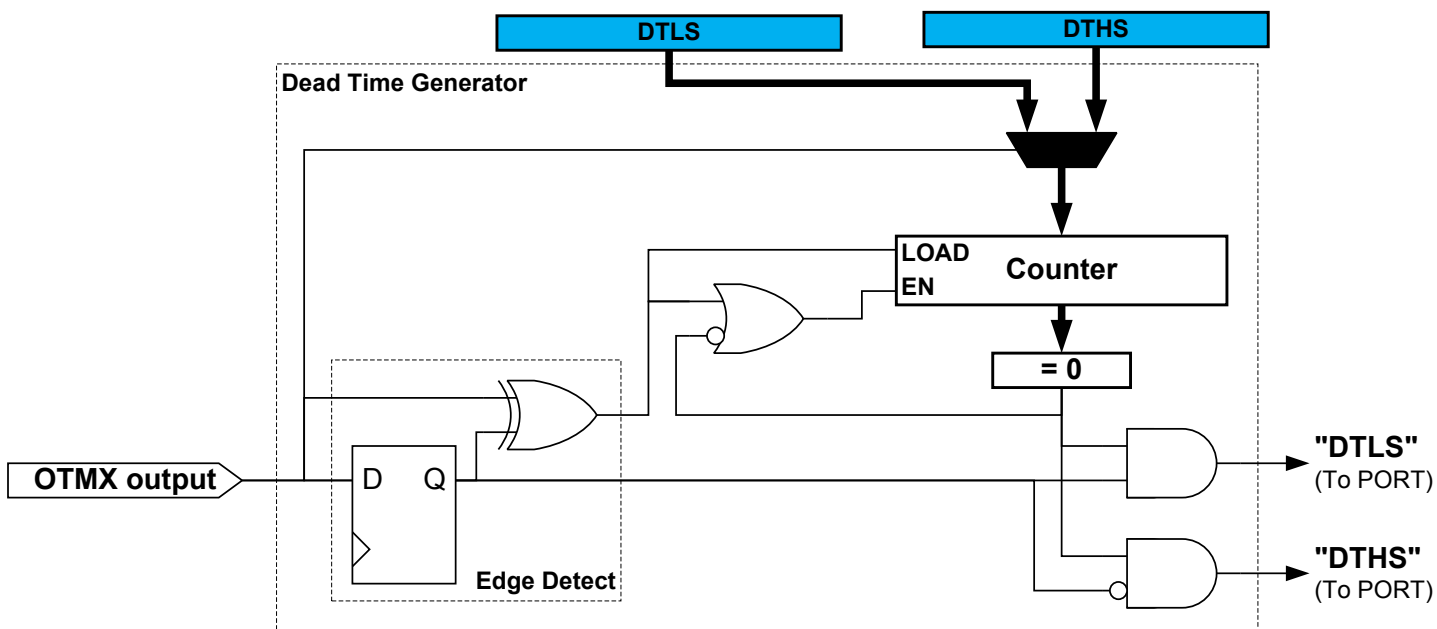 DTLS
DTHS
Dead Time Generator
LOAD
Counter
EN
= 0
"DTLS"
(To PORT)
OTMX output
D
Q
"DTHS"
(To PORT)
Edge Detect